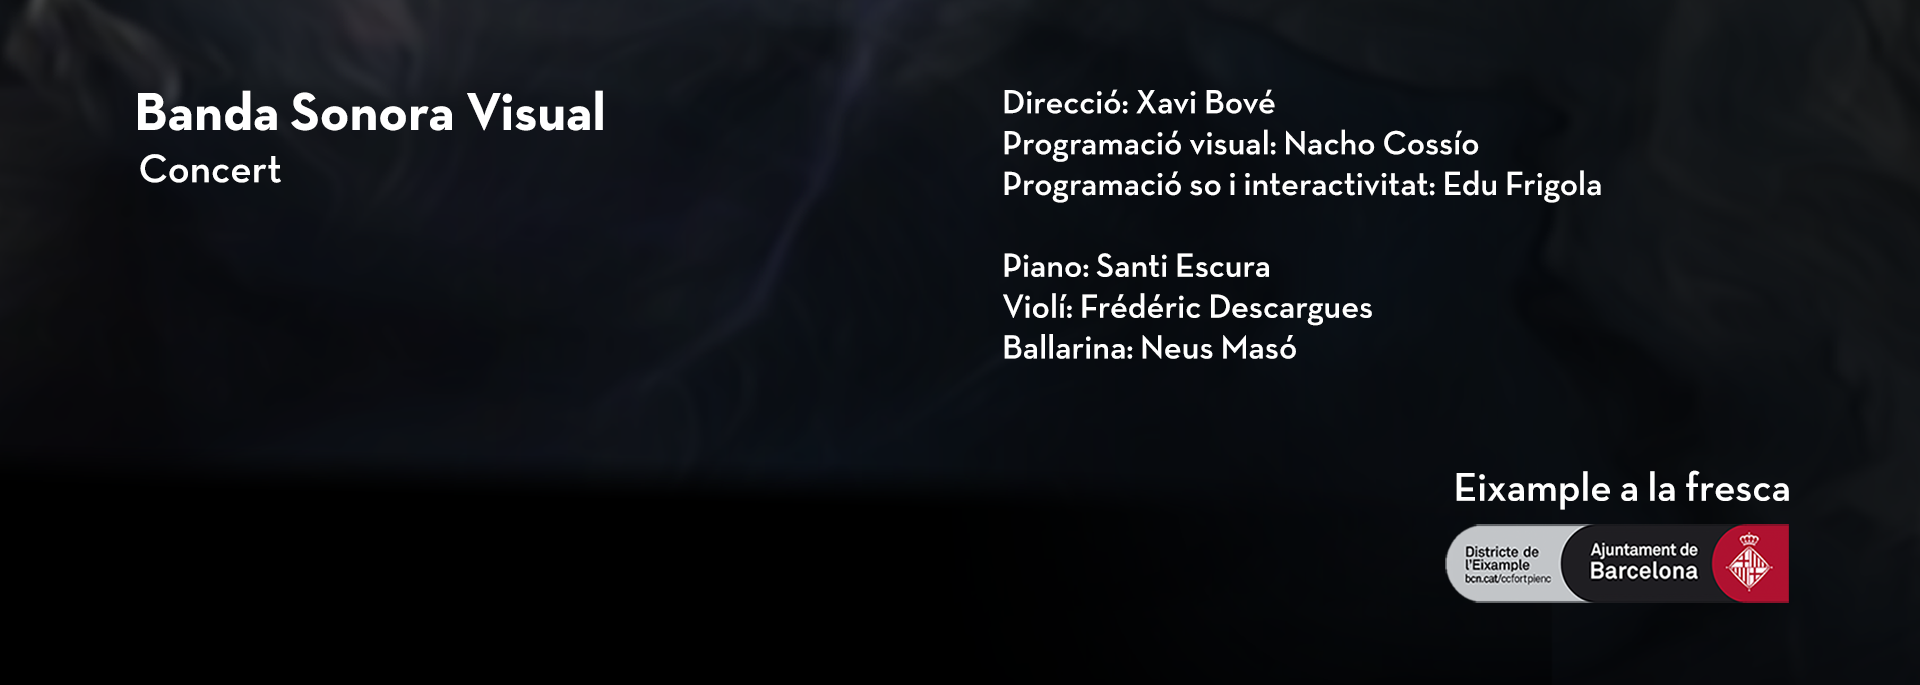 Banda Sonora Visual
Concert
Direcció: Xavi Bové
Programació visual: Nacho Cossío
Programació so i interactivitat: Edu Frigola
Piano: Santi Escura
Violí: Frédéric Descargues
Ballarina: Neus Masó
Eixample a la fresca
Districte de
l'Eixample
bcn.cat/ccfortpienc
Ajuntament de
Barcelona